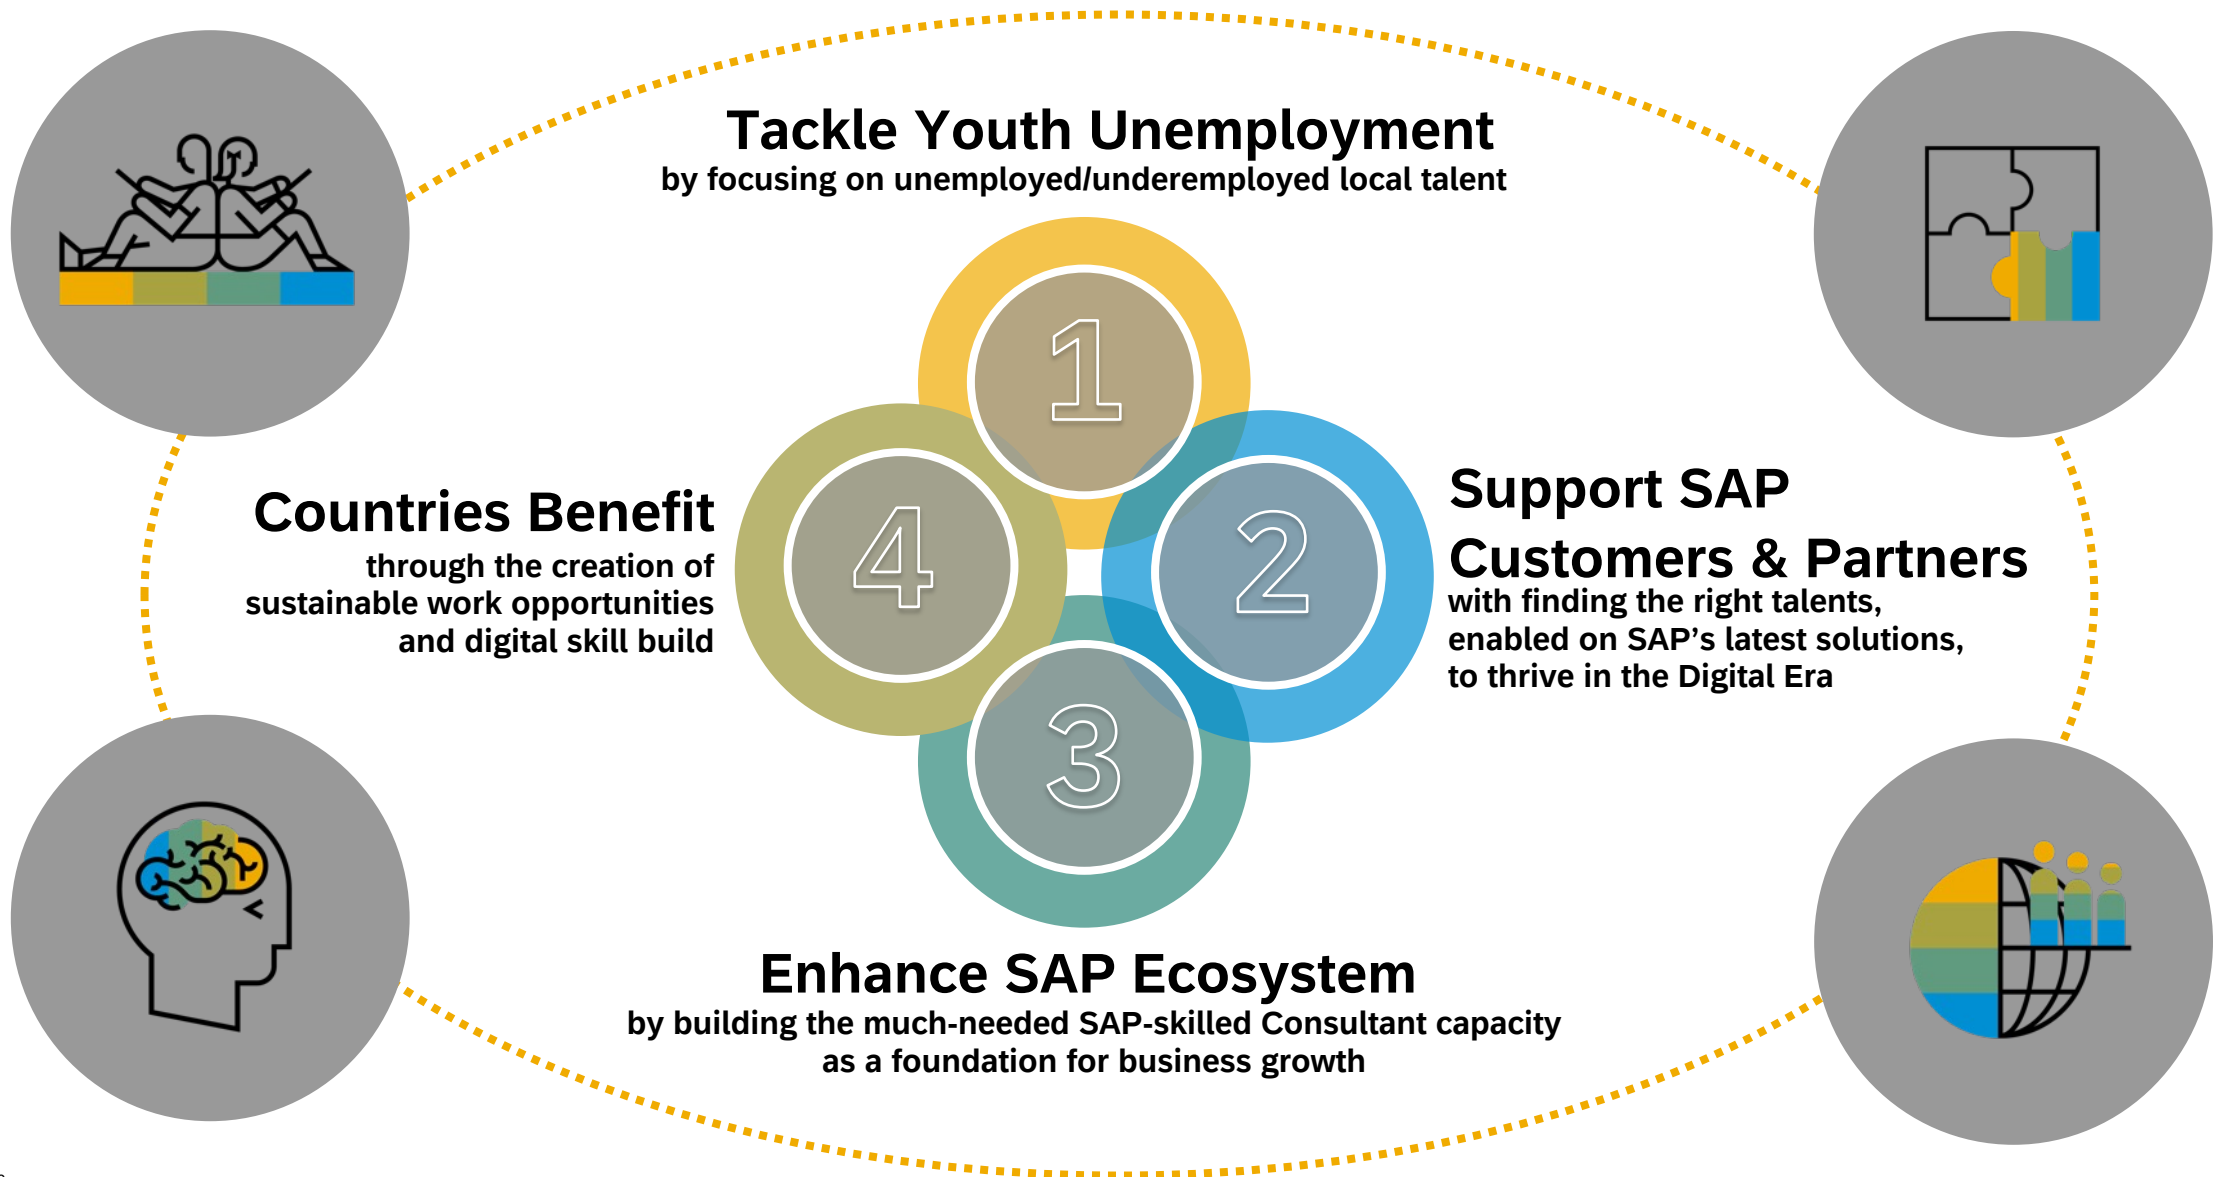 Tackle Youth Unemployment
by focusing on unemployed/underemployed local talent
1
Support SAP
Customers & Partners
with finding the right talents,
enabled on SAP’s latest solutions,
to thrive in the Digital Era
2
Countries Benefit
through the creation of
sustainable work opportunities
and digital skill build
4
3
Enhance SAP Ecosystem
by building the much-needed SAP-skilled Consultant capacity
as a foundation for business growth